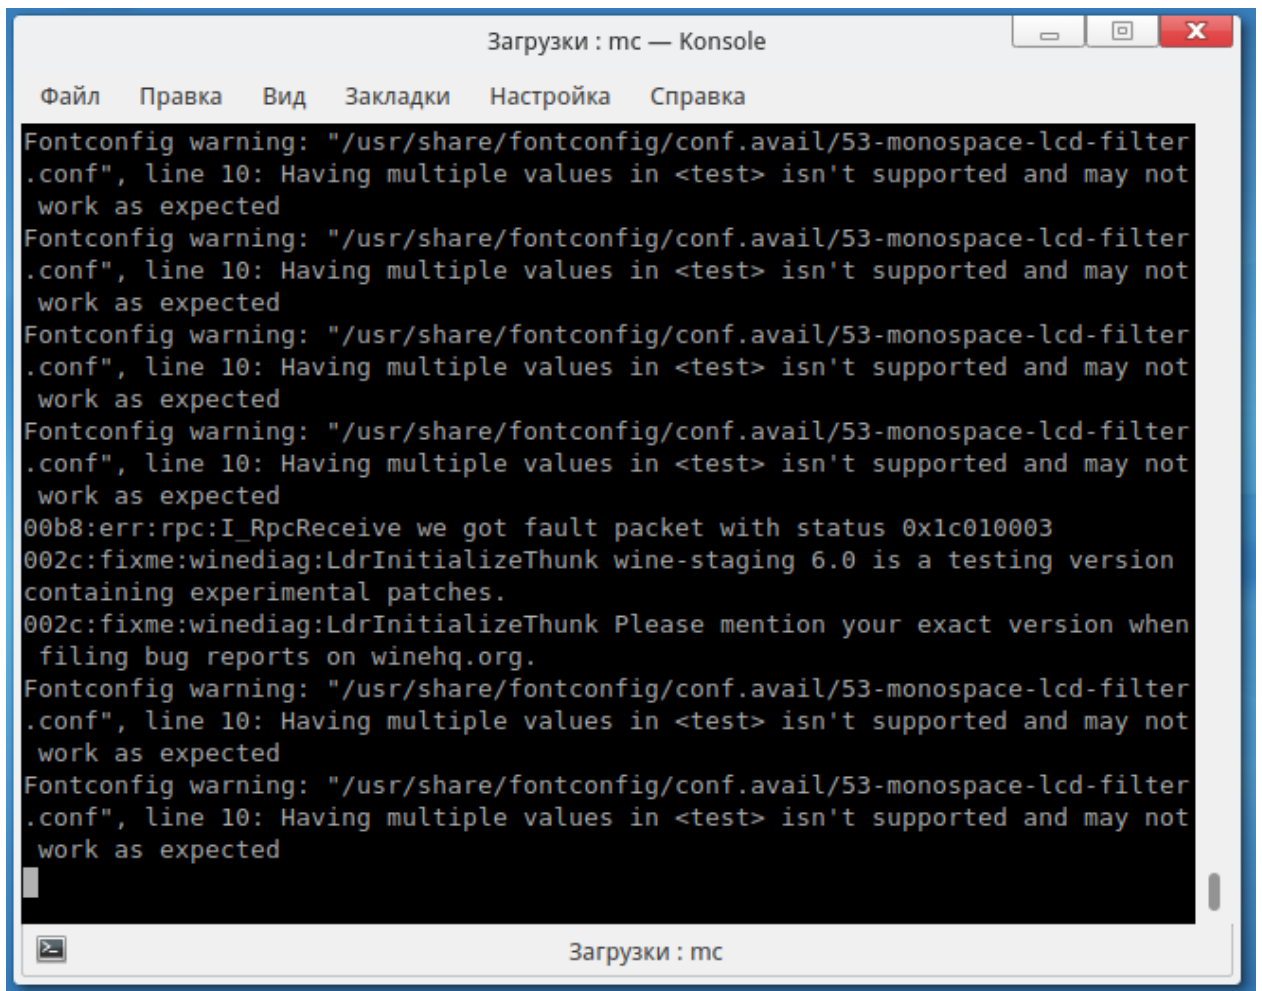 Загрузки : mc — Konsole
Файл Правка Вид Закладки Настройка Справка
Fontconfig warning: "/usr/share/fontconfig/conf.avail/53-monospace-lcd-filter
.conf", line 10: Having multiple values in <test> isn't supported and may not
work as expected
Fontconfig warning: "/usr/share/fontconfig/conf.avail/53-monospace-lcd-filter
.conf", line 10: Having multiple values in <test> isn't supported and may not
work as expected
Fontconfig warning: "/usr/share/fontconfig/conf.avail/53-monospace-lcd-filter
.conf", line 10: Having multiple values in <test> isn't supported and may not
work as expected
Fontconfig warning: "/usr/share/fontconfig/conf.avail/53-monospace-lcd-filter
.conf", line 10: Having multiple values in <test> isn't supported and may not
work as expected
00b8:err:rpc:I_RpcReceive we got fault packet with status 0x1c010003
002c:fixme:winediag:LdrInitializeThunk wine-staging 6.0 is a testing version
containing experimental patches.
002c:fixme:winediag:LdrInitializeThunk Please mention your exact version when
filing bug reports on winehq.org.
Fontconfig warning: "/usr/share/fontconfig/conf.avail/53-monospace-lcd-filter
.conf", line 10: Having multiple values in <test> isn't supported and may not
work as expected
Fontconfig warning: "/usr/share/fontconfig/conf.avail/53-monospace-lcd-filter
.conf", line 10: Having multiple values in <test> isn't supported and may not
work as expected
Загрузки : mc